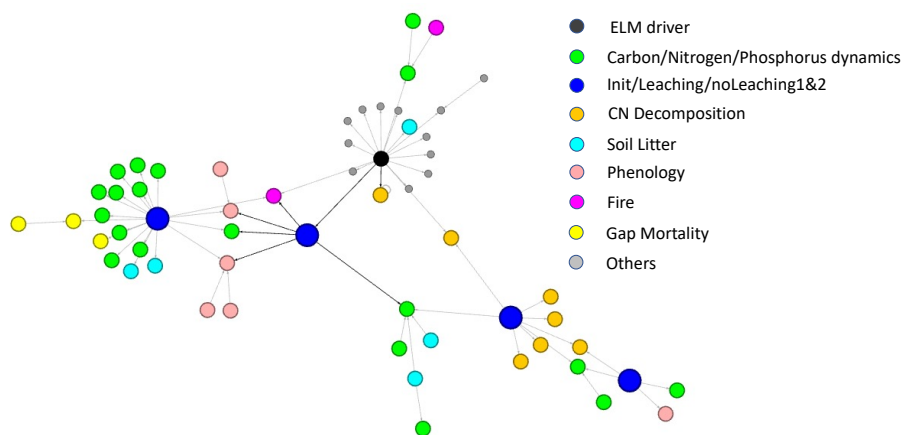 ELM driver
Carbon/Nitrogen/Phosphorus dynamics
Init/Leaching/noLeaching1&2
CN Decomposition
Soil Litter
Phenology
Fire
Gap Mortality
Others